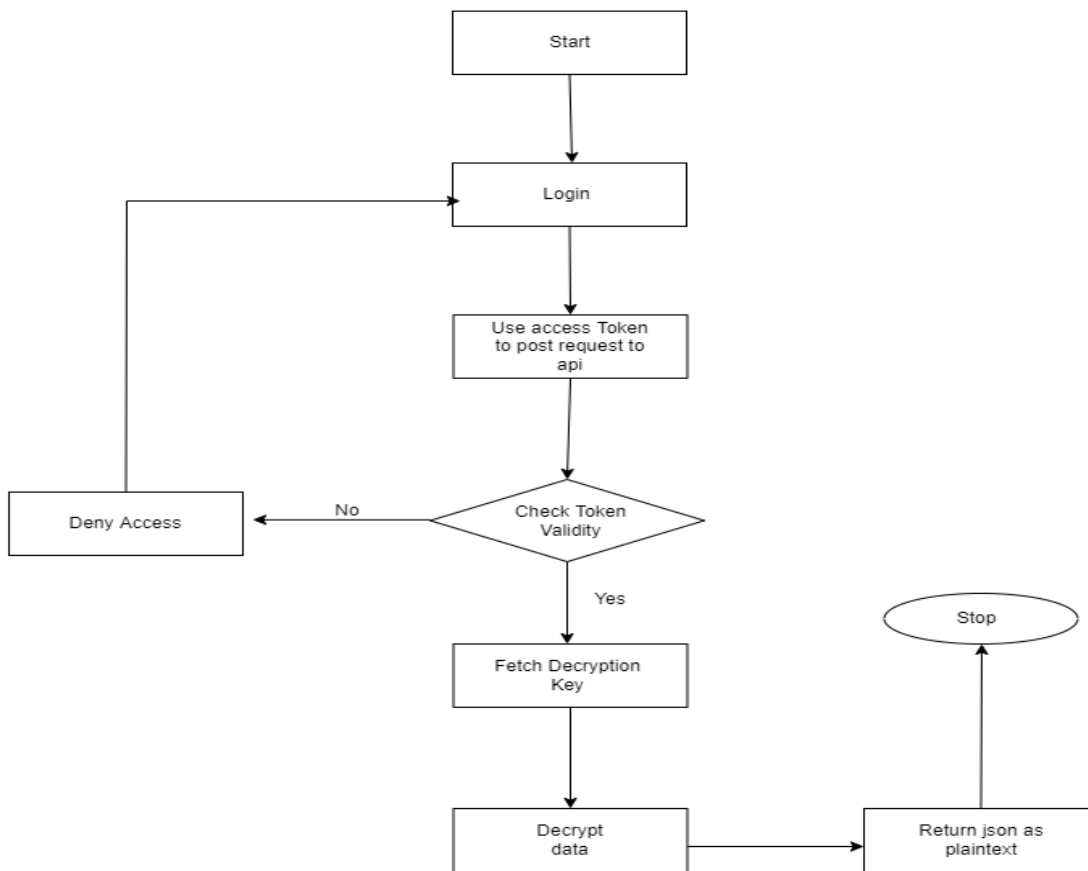 Start
Login
Use access Token
to post request to
api
Check Token
Validity
No
Deny Access
Yes
Stop
Fetch Decryption
Key
Decrypt
data
Return json as
plaintext